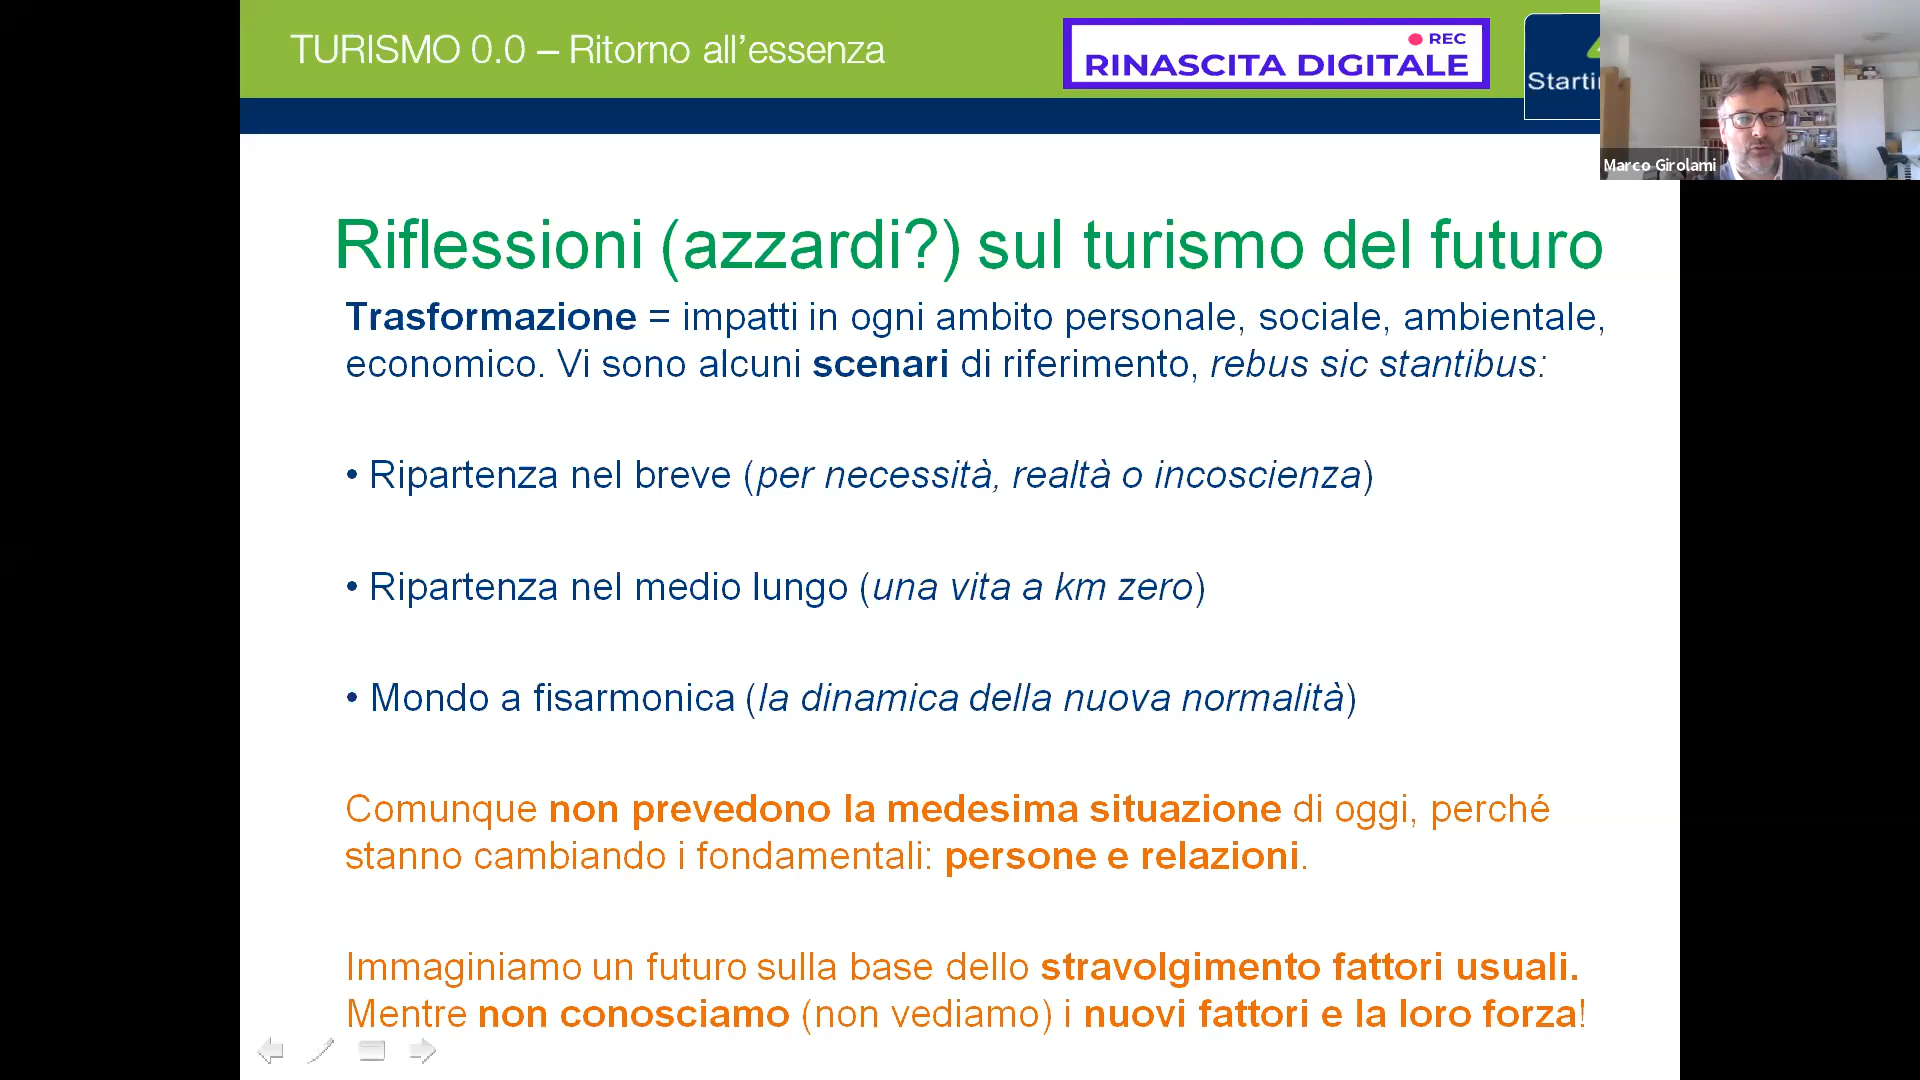 TURISMO 0.0 – Ritorno all'essenza
REC
RINASCITA DIGITALE
Marco Girolami
Riflessioni (azzardi?) sul turismo del futuro
Trasformazione = impatti in ogni ambito personale, sociale, ambientale,
economico. Vi sono alcuni scenari di riferimento, rebus sic stantibus:
• Ripartenza nel breve (per necessità, realtà o incoscienza)
• Ripartenza nel medio lungo (una vita a km zero)
• Mondo a fisarmonica (la dinamica della nuova normalità)
Comunque non prevedono la medesima situazione di oggi, perché
stanno cambiando i fondamentali: persone e relazioni.
Immaginiamo un futuro sulla base dello stravolgimento fattori usuali.
Mentre non conosciamo (non vediamo) i nuovi fattori e la loro forza!